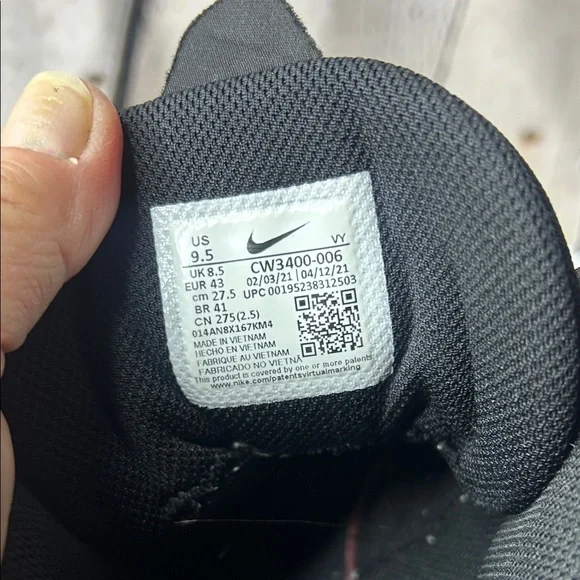 US
9.5 VY
UK 8.5 CW3400-006
EUR 43 02/03/21 04/12/21
cm 27.5 UPC 00195238312503
BR 41
CN 275(2.5)
014AN8X167KM4
MADE IN VIETNAM
HECHO EN VIETNAM
FABRIQUE AU VIETNAM
FABRICADO NO VIETNÃ
This product is covered by one or more patents
www.nike.com/patentsvirtualmarking